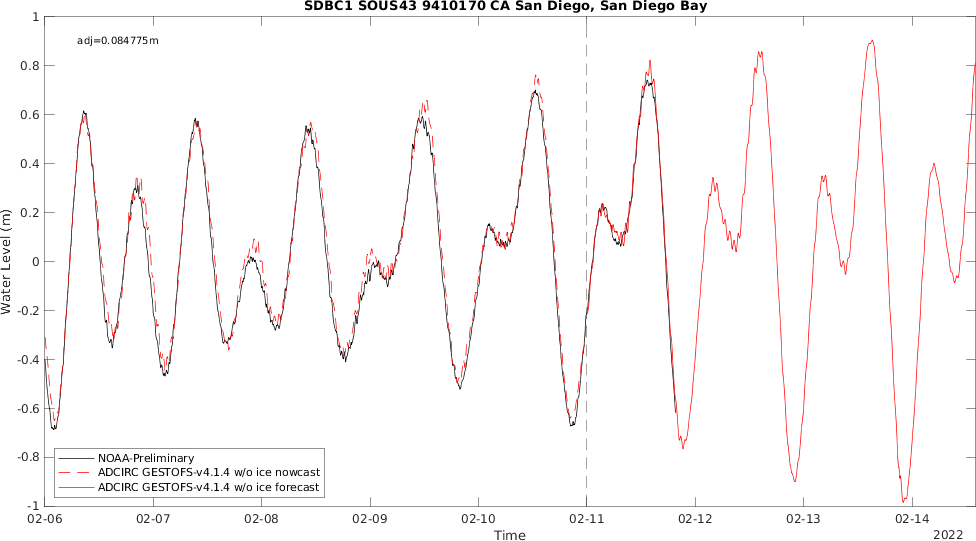 SDBC1 SOUS43 9410170 CA San Diego, San Diego Bay
adj=0.084775m
Water Level (m)
1
0.8
0.6
0.4
0.2
0
-0.2
-0.4
-0.6
-0.8
-1
NOAA-Preliminary
ADCIRC GESTOFS-v4.1.4 w/o ice nowcast
ADCIRC GESTOFS-v4.1.4 w/o ice forecast
02-06 02-07 02-08 02-09 02-10 02-11 02-12 02-13 02-14
Time
2022